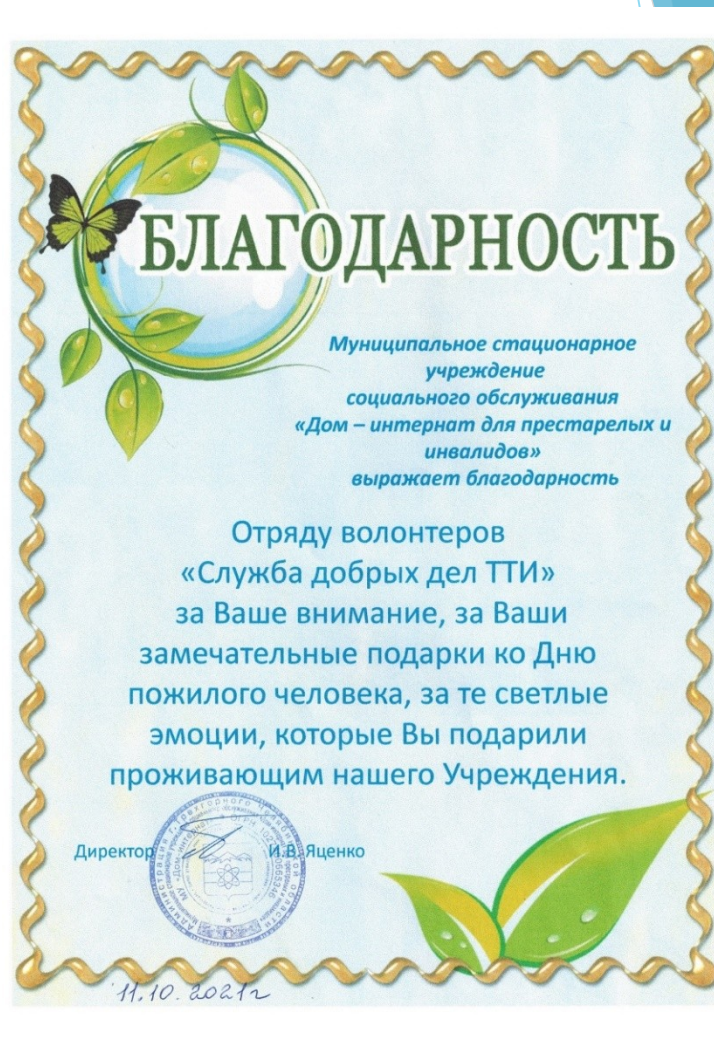 БЛАГОДАРНОСТЬ
Муниципальное стационарное
учреждение
социального обслуживания
«Дом – интернат для престарелых и
инвалидов»
выражает благодарность
Отряду волонтеров
«Служба добрых дел ТТИ»
за Ваше внимание, за Ваши
замечательные подарки ко Дню
пожилого человека, за те светлые
эмоции, которые Вы подарили
проживающим нашего Учреждения.
Директор И.В. Яценко
11.10.2021г